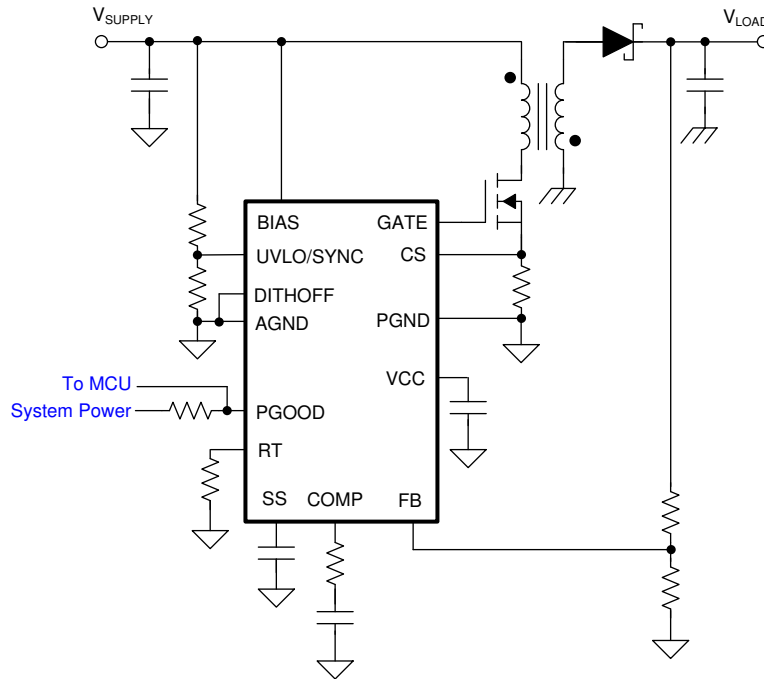 VSUPPLY
VLOAD
BIAS
GATE
UVLO/SYNC
CS
DITHOFF
AGND
PGND
VCC
To MCU
System Power
PGOOD
RT
SS
COMP
FB